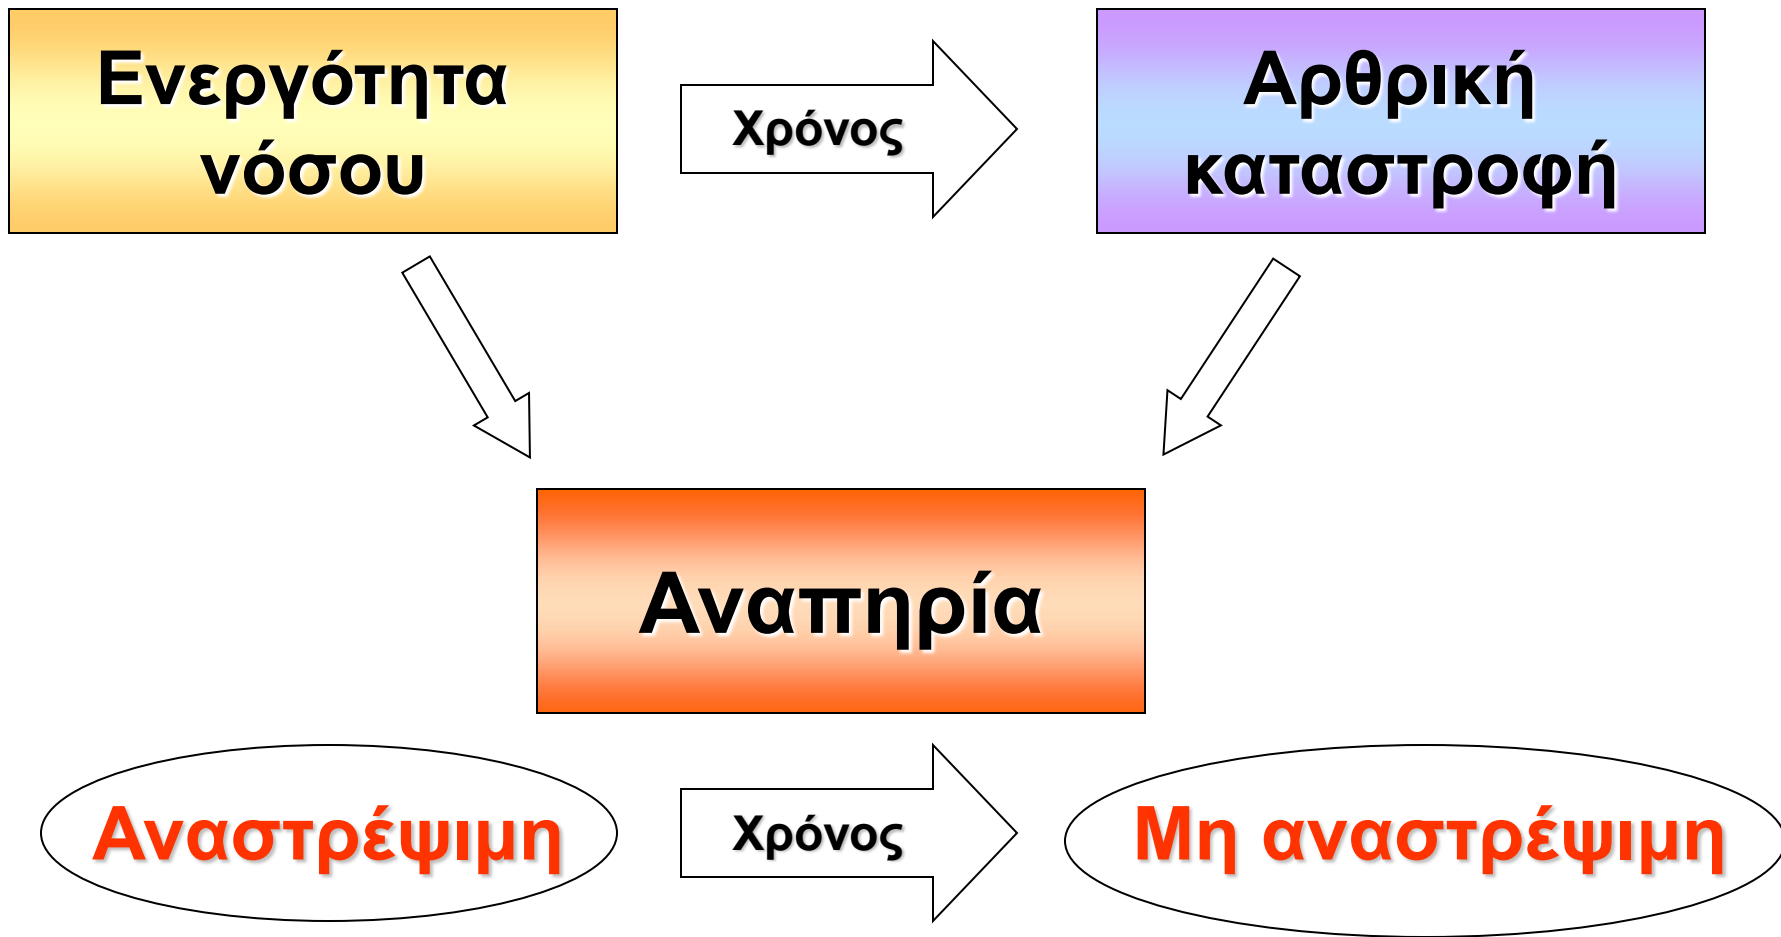 Ενεργότητα
νόσου
Χρόνος
Αρθρική
καταστροφή
Αναπηρία
Αναστρέψιμη
Χρόνος
Μη αναστρέψιμη